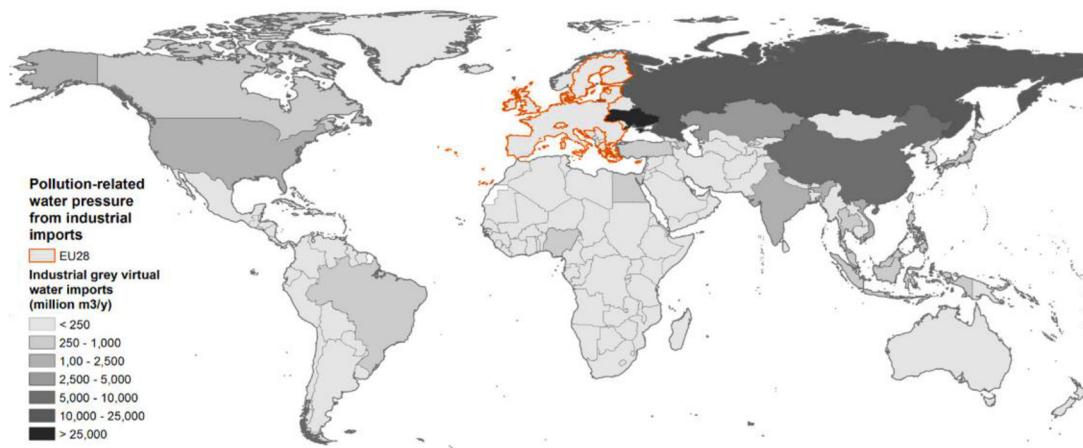 Pollution-related
water pressure
from industrial
imports
EU28
Industrial grey virtual
water imports
(million m3/y)
< 250
250 - 1,000
1,00 - 2,500
2,500 - 5,000
5,000 - 10,000
10,000 - 25,000
> 25,000